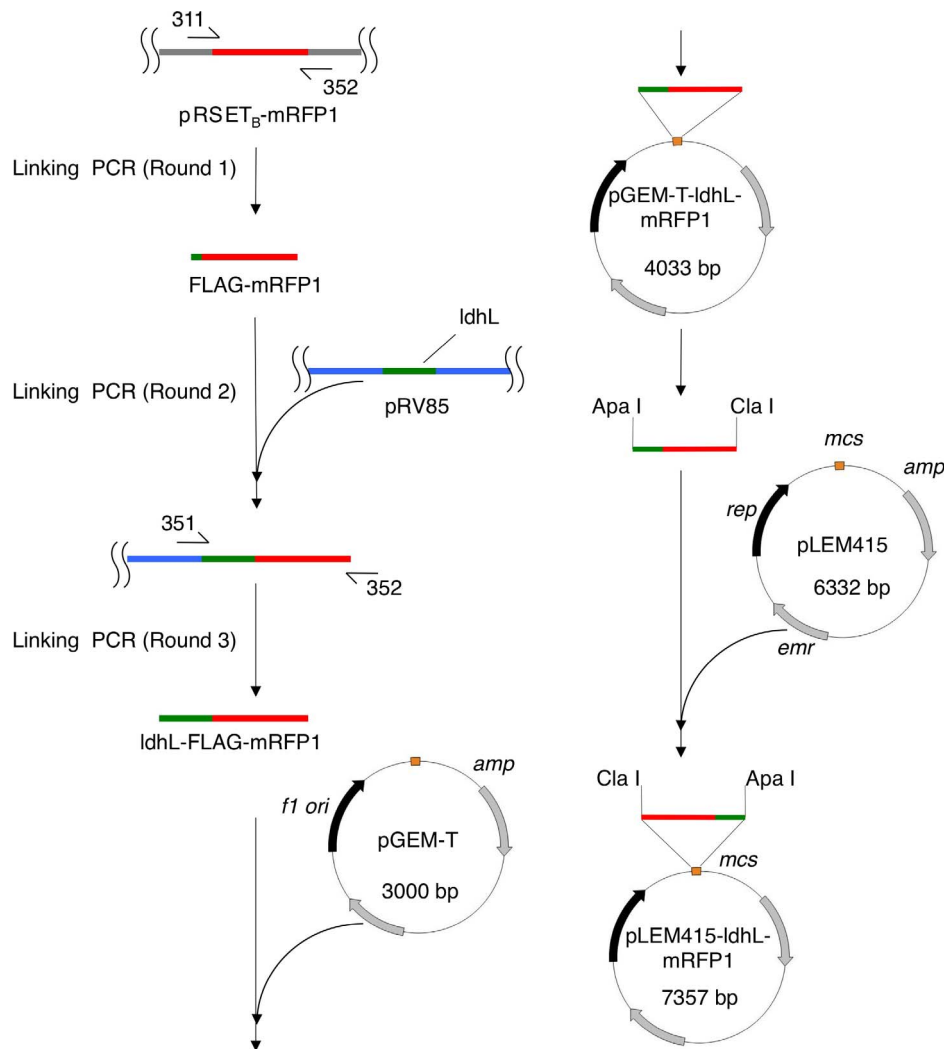 311
352
pRSETB-mRFP1
Linking PCR (Round 1)
FLAG-mRFP1
ldhL
Linking PCR (Round 2)
pRV85
351
352
Linking PCR (Round 3)
ldhL-FLAG-mRFP1
f1 ori
amp
pGEM-T
3000 bp
pGEM-T-ldhL-
mRFP1
4033 bp
Apa I
Cla I
mcs
amp
rep
pLEM415
6332 bp
emr
Cla I
Apa I
mcs
pLEM415-ldhL-
mRFP1
7357 bp